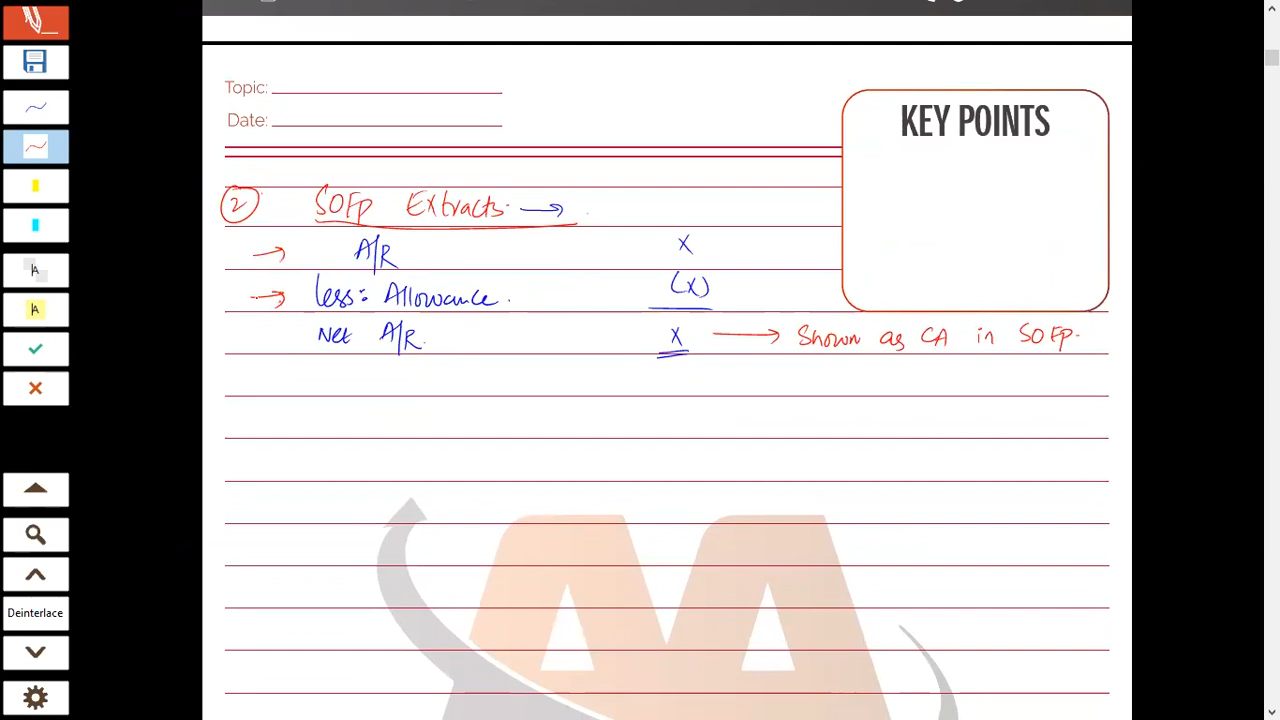 Topic:
Date:
KEY POINTS
2 SOFP Extracts →
→ A/R X
→ less: Allowance. (X)
Net A/R. X → Shown as CA in SOFP.
Deinterlace